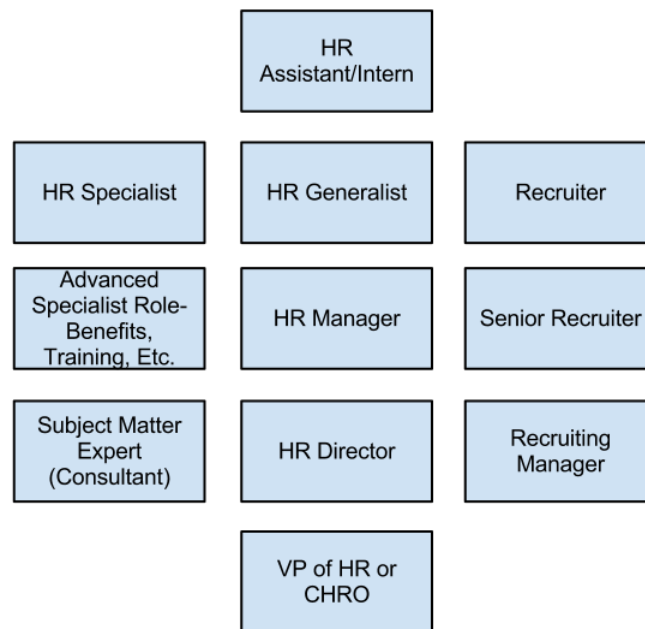 HR
Assistant/Intern
HR Specialist
HR Generalist
Recruiter
Advanced
Specialist Role-
Benefits,
Training, Etc.
HR Manager
Senior Recruiter
Subject Matter
Expert
(Consultant)
HR Director
Recruiting
Manager
VP of HR or
CHRO